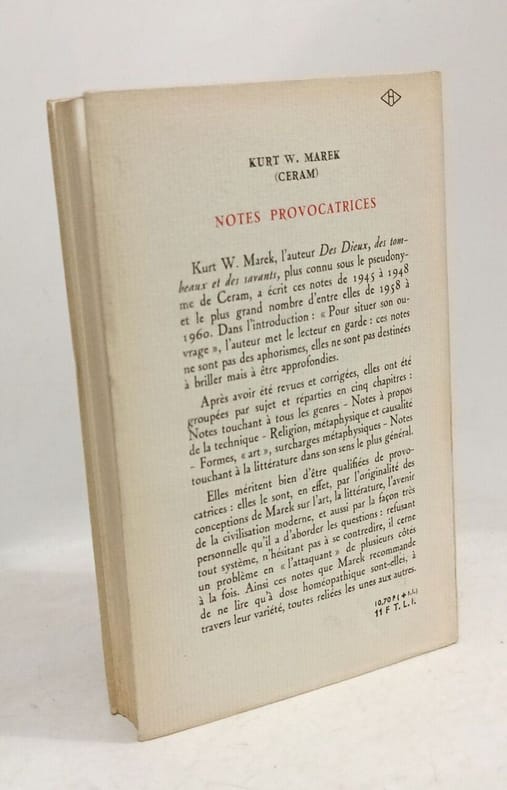 H
KURT W. MAREK
(CERAM)
NOTES PROVOCATRICES
Kurt W. Marek, l'auteur Des Dieux, des tom-
beaux et des savants, plus connu sous le pseudony-
me de Ceram, a écrit ces notes de 1945 à 1948
et le plus grand nombre d'entre elles de 1958 à
1960. Dans l'introduction : « Pour situer son ou-
vrage », l'auteur met le lecteur en garde : ces notes
ne sont pas des aphorismes, elles ne sont pas destinées
à briller mais à être approfondies.
Après avoir été revues et corrigées, elles ont été
groupées par sujet et réparties en cinq chapitres :
Notes touchant à tous les genres - Notes à propos
de la technique - Religion, métaphysique et causalité
- Formes, « art », surcharges métaphysiques - Notes
touchant à la littérature dans son sens le plus général.
Elles méritent bien d'être qualifiées de provo-
catrices : elles le sont, en effet, par l'originalité des
conceptions de Marek sur l'art, la littérature, l'avenir
de la civilisation moderne, et aussi par la façon très
personnelle qu'il a d'aborder les questions : refusant
tout système, n'hésitant pas à se contredire, il cerne
un problème en « l'attaquant » de plusieurs côtés
à la fois. Ainsi ces notes que Marek recommande
de ne lire qu'à dose homéopathique sont-elles, à
travers leur variété, toutes reliées les unes aux autres.
10,70 F (+ t.l.)
11 F T. L. I.